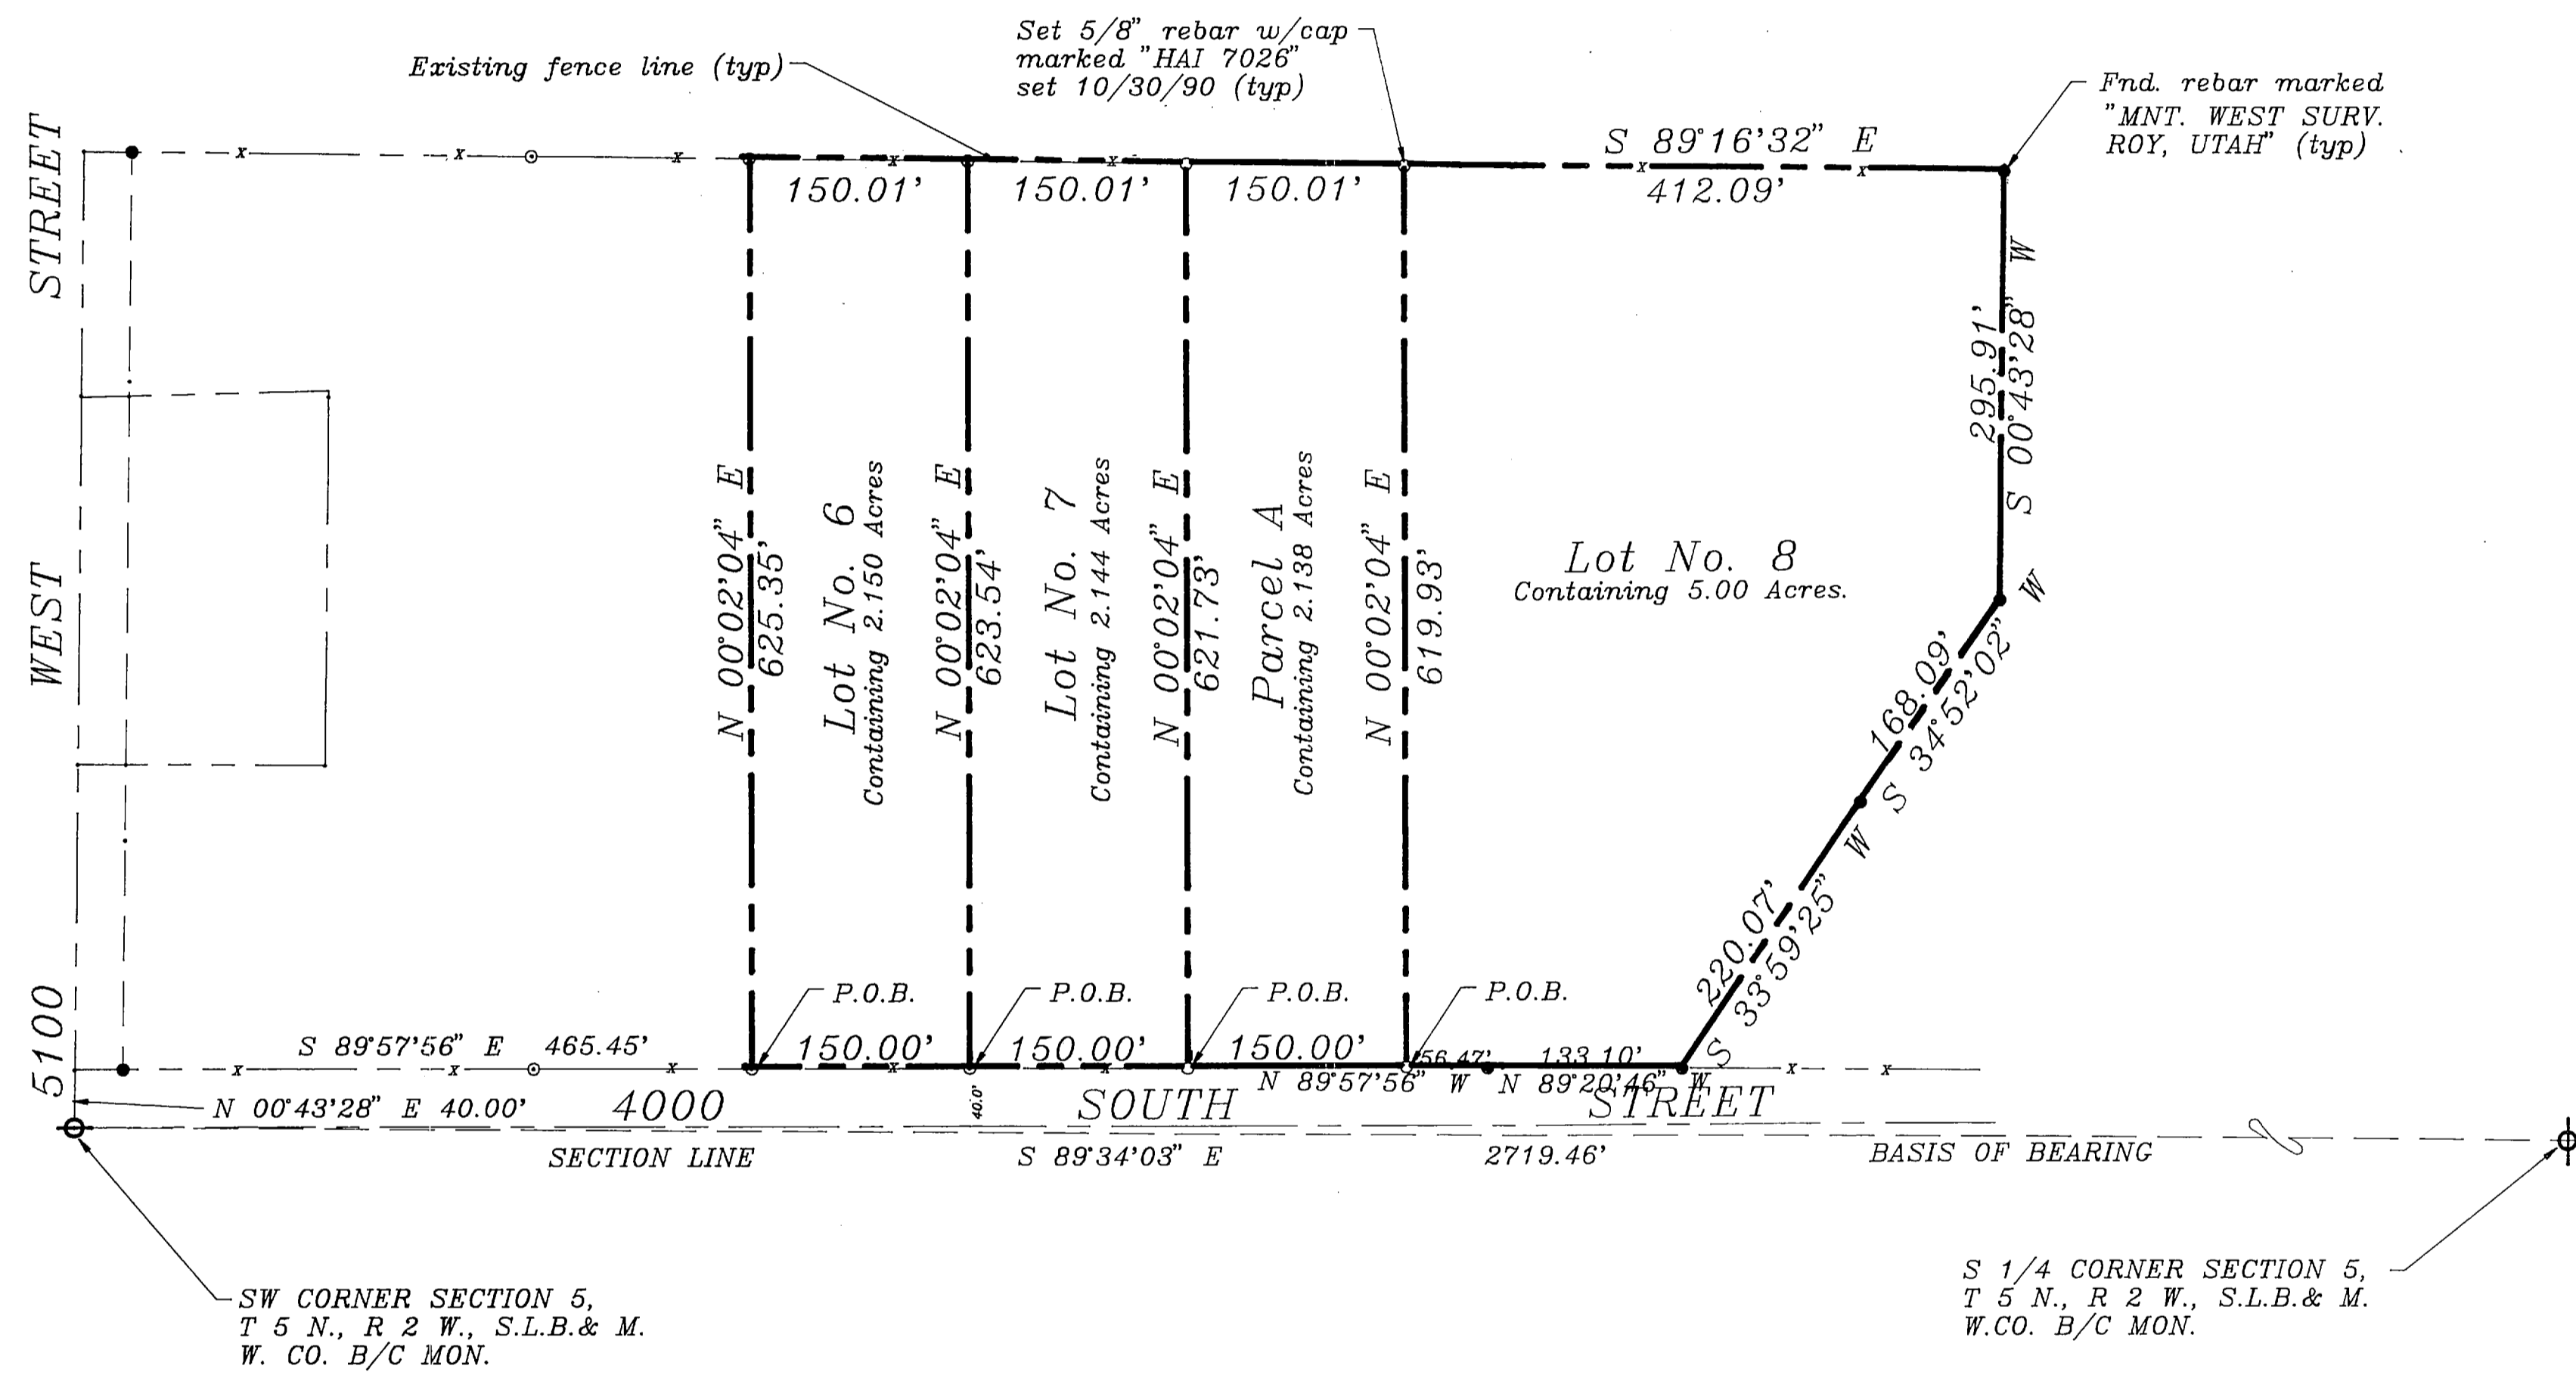 Set 5/8" rebar w/cap
marked "HAI 7026"
set 10/30/90 (typ)
Existing fence line (typ)
Fnd. rebar marked
"MNT. WEST SURV.
ROY, UTAH" (typ)
S 89°16'32" E
412.09'
150.01'
150.01'
150.01'
5100 WEST STREET
N 00°02'04" E
625.35'
Lot No. 6
Containing 2.150 Acres
N 00°02'04" E
623.54'
Lot No. 7
Containing 2.144 Acres
N 00°02'04" E
621.73'
Parcel A
Containing 2.138 Acres
N 00°02'04" E
619.93'
Lot No. 8
Containing 5.00 Acres.
295.91'
S 00°43'28" W
168.09'
S 34°52'02" W
220.07'
S 33°59'25" W
P.O.B.
P.O.B.
P.O.B.
P.O.B.
S 89°57'56" E 465.45'
150.00'
150.00'
150.00'
56.47'
133.10'
N 89°57'56" W
N 89°20'46" W
N 00°43'28" E 40.00'
40.0'
4000 SOUTH STREET
SECTION LINE
S 89°34'03" E
2719.46'
BASIS OF BEARING
x x x x x x x x x x x x x x
SW CORNER SECTION 5,
T 5 N., R 2 W., S.L.B.& M.
W. CO. B/C MON.
S 1/4 CORNER SECTION 5,
T 5 N., R 2 W., S.L.B.& M.
W.CO. B/C MON.